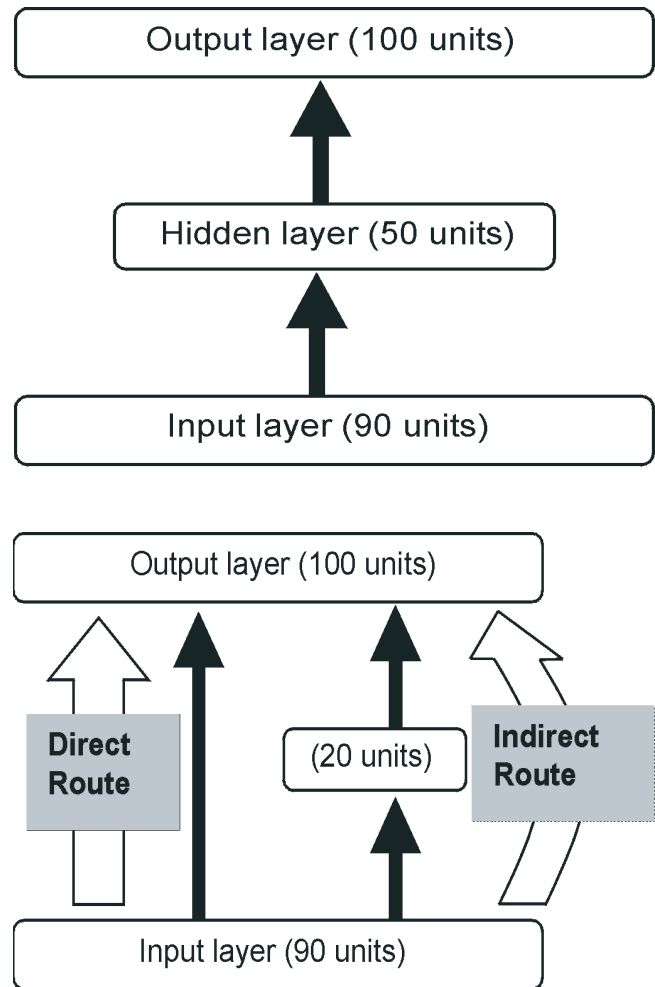 Output layer (100 units)
Hidden layer (50 units)
Input layer (90 units)
Output layer (100 units)
Direct
Route
(20 units)
Indirect
Route
Input layer (90 units)